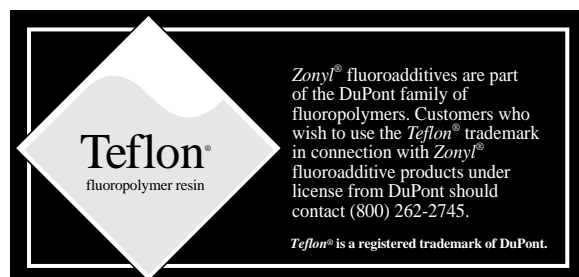 Teflon®
fluoropolymer resin
Zonyl® fluoroadditives are part
of the DuPont family of
fluoropolymers. Customers who
wish to use the Teflon® trademark
in connection with Zonyl®
fluoroadditive products under
license from DuPont should
contact (800) 262-2745.
Teflon® is a registered trademark of DuPont.